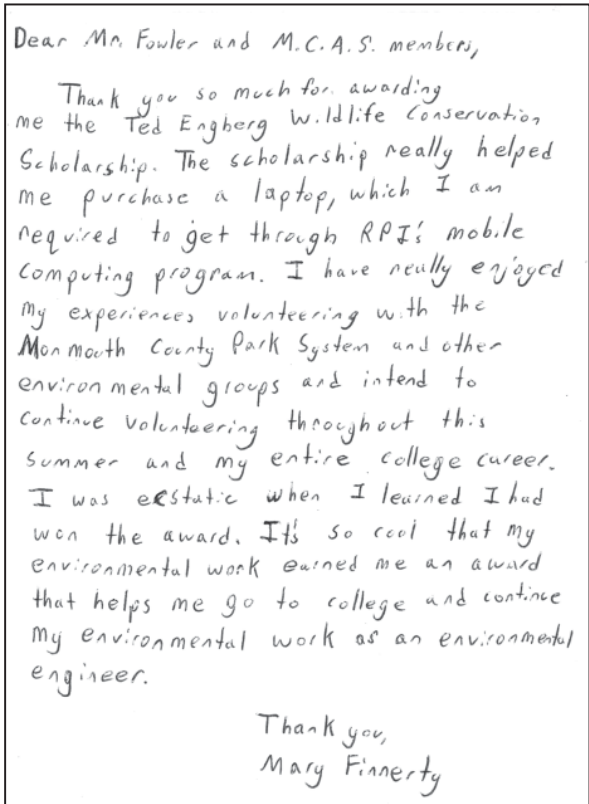 Dear Mr. Fowler and M.C.A.S. members,
Thank you so much for awarding
me the Ted Engberg Wildlife Conservation
Scholarship. The scholarship really helped
me purchase a laptop, which I am
required to get through RPI's mobile
computing program. I have really enjoyed
my experiences volunteering with the
Monmouth County Park System and other
environmental groups and intend to
continue volunteering throughout this
summer and my entire college career.
I was ecstatic when I learned I had
won the award. It's so cool that my
environmental work earned me an award
that helps me go to college and continue
my environmental work as an environmental
engineer.
Thank you,
Mary Finnerty